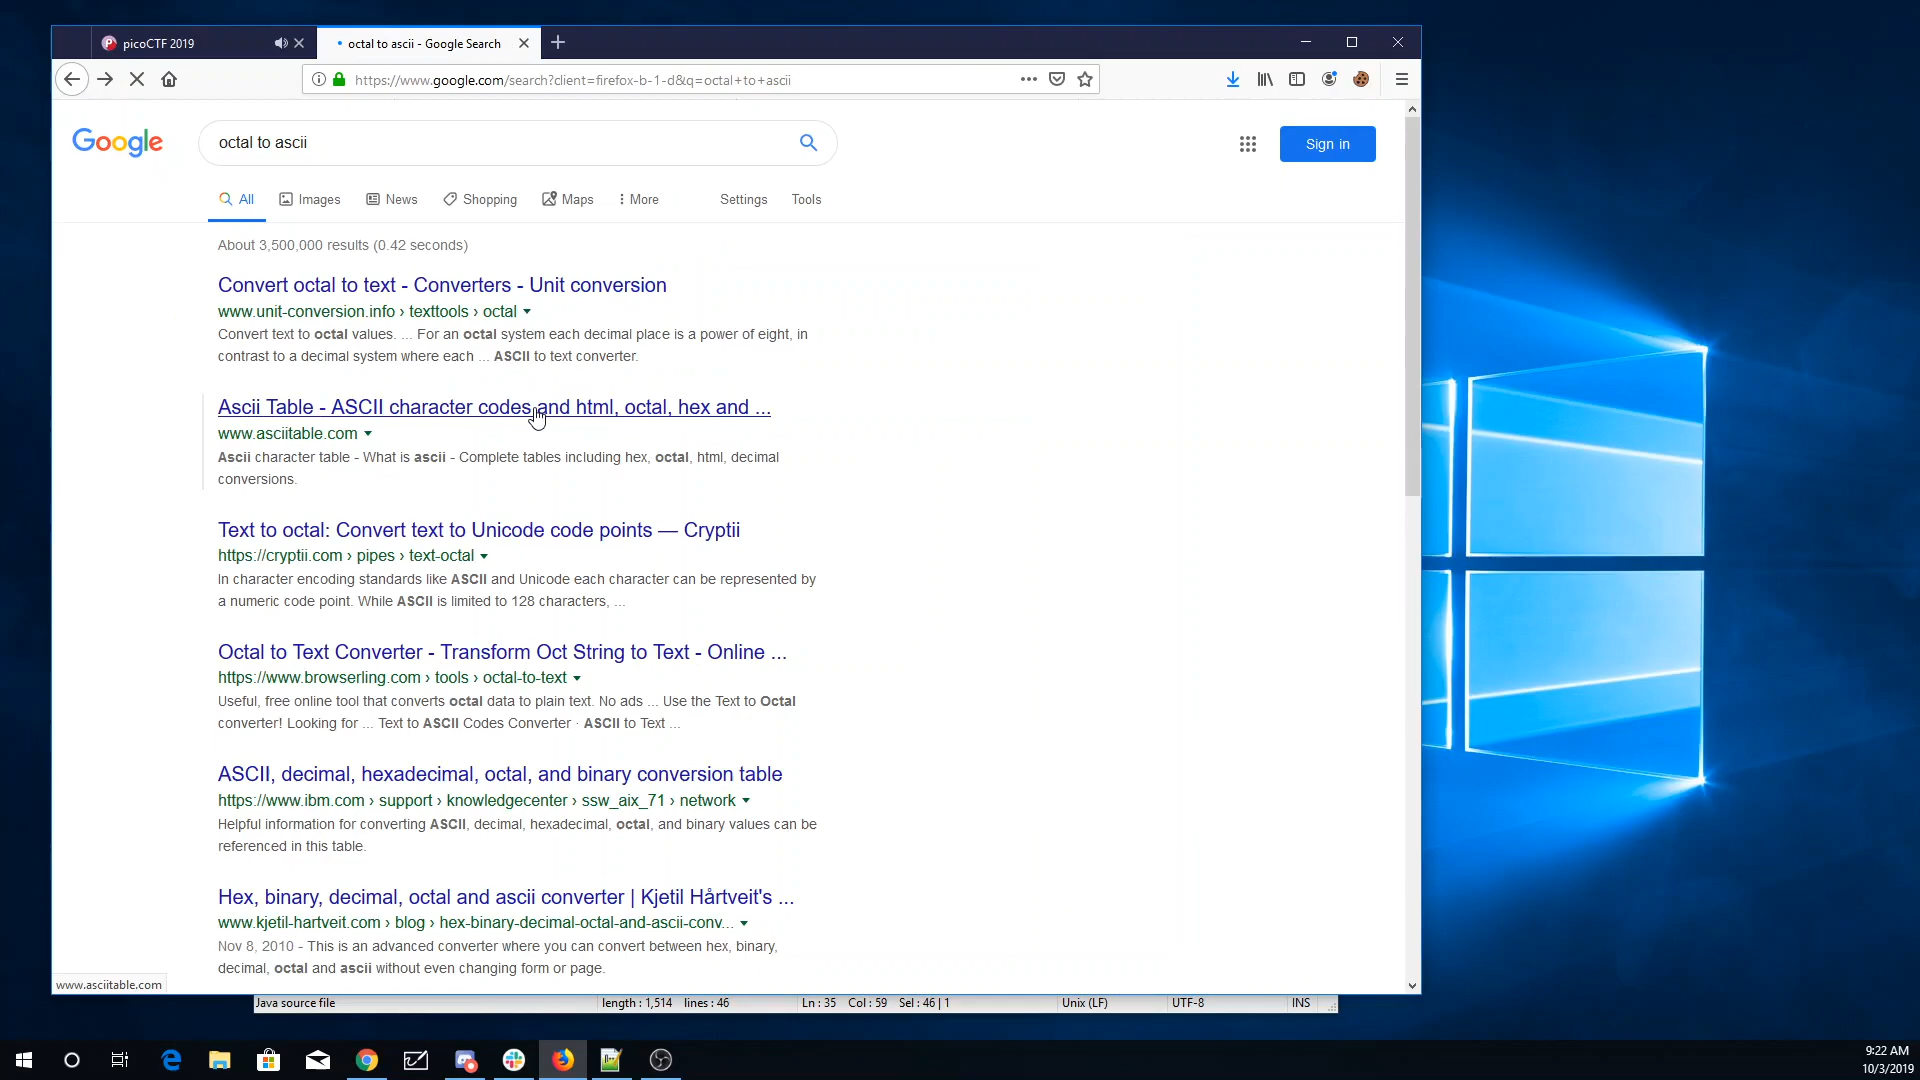 picoCTF 2019
octal to ascii - Google Search
https://www.google.com/search?client=firefox-b-1-d&q=octal+to+ascii
Google
octal to ascii
Sign in
All
Images
News
Shopping
Maps
More
Settings
Tools
About 3,500,000 results (0.42 seconds)
Convert octal to text - Converters - Unit conversion
www.unit-conversion.info › texttools › octal
Convert text to octal values. ... For an octal system each decimal place is a power of eight, in
contrast to a decimal system where each ... ASCII to text converter.
Ascii Table - ASCII character codes and html, octal, hex and ...
www.asciitable.com
Ascii character table - What is ascii - Complete tables including hex, octal, html, decimal
conversions.
Text to octal: Convert text to Unicode code points — Cryptii
https://cryptii.com › pipes › text-octal
In character encoding standards like ASCII and Unicode each character can be represented by
a numeric code point. While ASCII is limited to 128 characters, ...
Octal to Text Converter - Transform Oct String to Text - Online ...
https://www.browserling.com › tools › octal-to-text
Useful, free online tool that converts octal data to plain text. No ads ... Use the Text to Octal
converter! Looking for ... Text to ASCII Codes Converter · ASCII to Text ...
ASCII, decimal, hexadecimal, octal, and binary conversion table
https://www.ibm.com › support › knowledgecenter › ssw_aix_71 › network
Helpful information for converting ASCII, decimal, hexadecimal, octal, and binary values can be
referenced in this table.
Hex, binary, decimal, octal and ascii converter | Kjetil Hårtveit's ...
www.kjetil-hartveit.com › blog › hex-binary-decimal-octal-and-ascii-conv...
Nov 8, 2010 - This is an advanced converter where you can convert between hex, binary,
decimal, octal and ascii without even changing form or page.
www.asciitable.com
Java source file
length : 1,514 lines : 46
Ln : 35 Col : 59 Sel : 46 | 1
Unix (LF)
UTF-8
INS
9:22 AM
10/3/2019